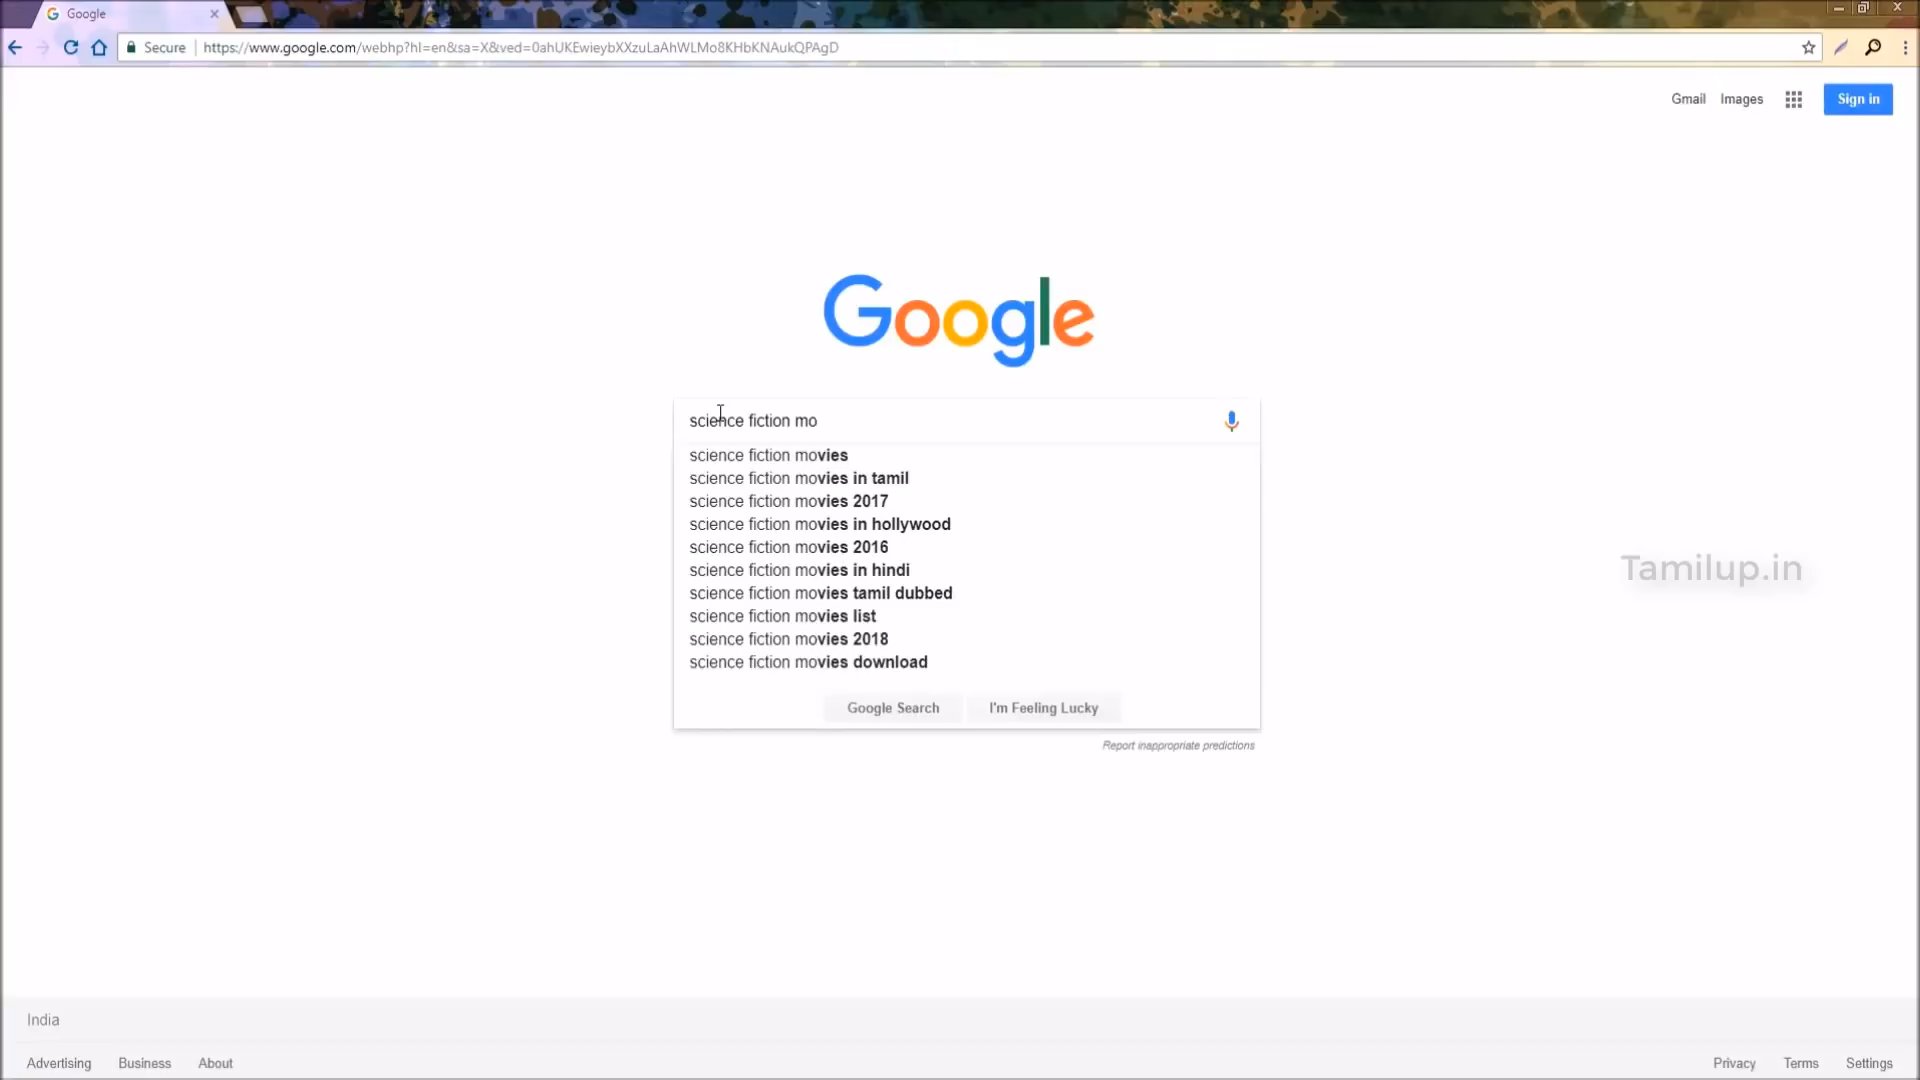 Google
Secure https://www.google.com/webhp?hl=en&sa=X&ved=0ahUKEwieybXXzuLaAhWLMo8KHbKNAukQPAgD
Gmail Images Sign in
Google
science fiction mo
science fiction movies
science fiction movies in tamil
science fiction movies 2017
science fiction movies in hollywood
science fiction movies 2016
science fiction movies in hindi
science fiction movies tamil dubbed
science fiction movies list
science fiction movies 2018
science fiction movies download
Google Search I'm Feeling Lucky
Report inappropriate predictions
Tamilup.in
India
Advertising Business About Privacy Terms Settings